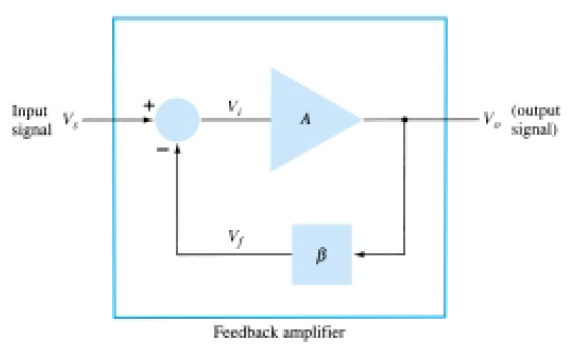 Input
signal
V_s
+
−
V_i
A
V_o
(output
signal)
V_f
β
Feedback amplifier